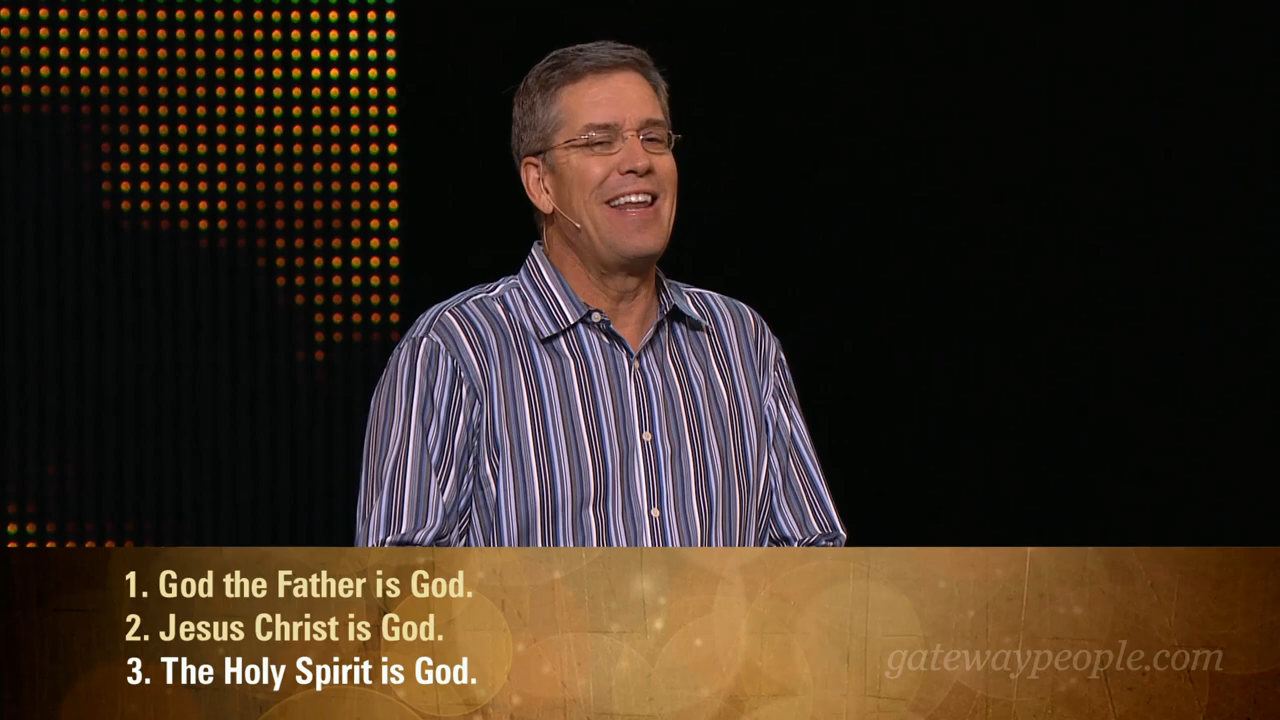 1. God the Father is God.
2. Jesus Christ is God.
3. The Holy Spirit is God.
gatewaypeople.com